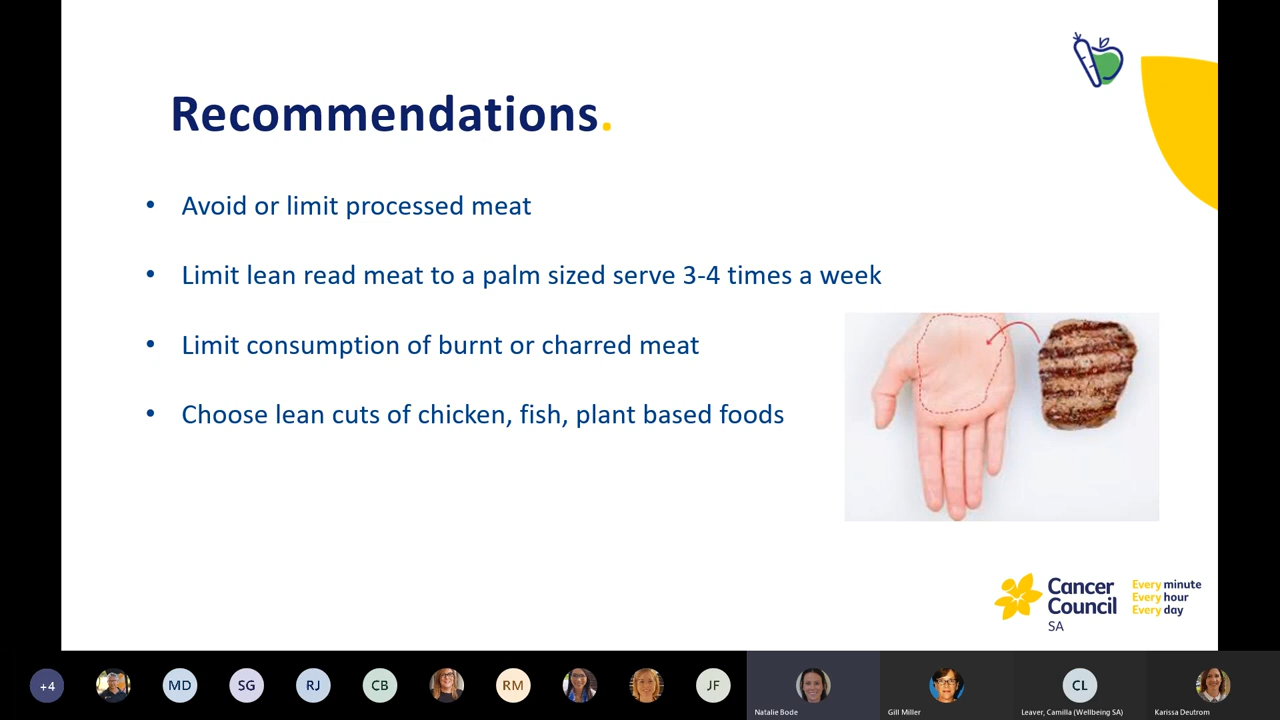 Recommendations.
• Avoid or limit processed meat
• Limit lean read meat to a palm sized serve 3-4 times a week
• Limit consumption of burnt or charred meat
• Choose lean cuts of chicken, fish, plant based foods
Cancer
Council
SA
Every minute
Every hour
Every day
+4
MD
SG
RJ
CB
RM
JF
CL
Natalie Bode
Gill Miller
Leaver, Camilla (Wellbeing SA)
Karissa Deutrom